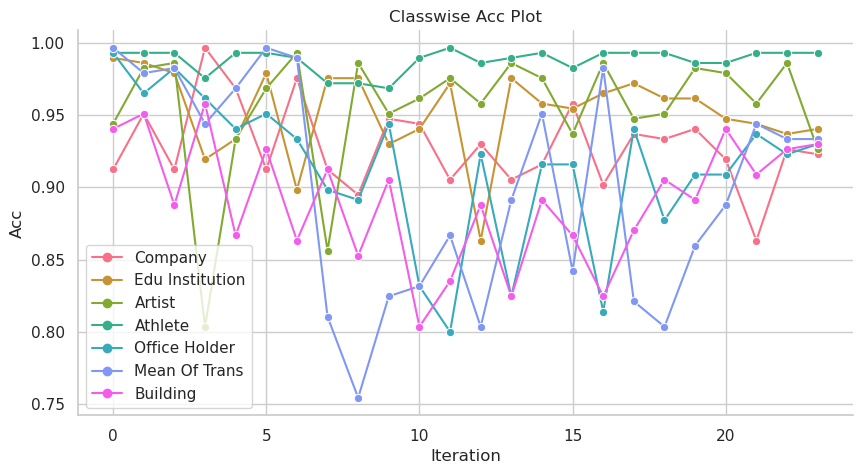 Classwise Acc Plot
1.00
0.95
0.90
0.85
0.80
0.75
Acc
Company
Edu Institution
Artist
Athlete
Office Holder
Mean Of Trans
Building
0 5 10 15 20
Iteration